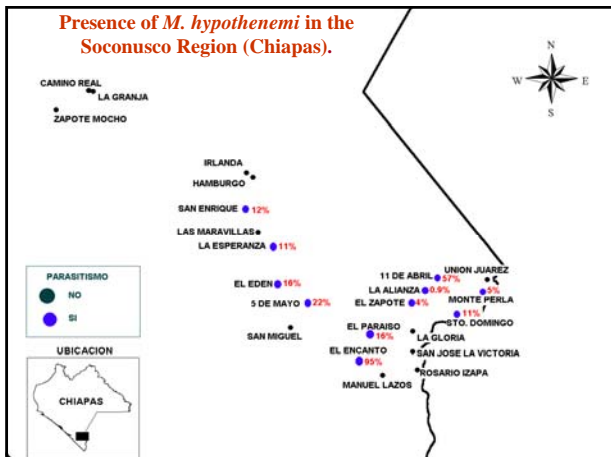 Presence of M. hypothenemi in the
Soconusco Region (Chiapas).
N
W
E
S
CAMINO REAL
LA GRANJA
ZAPOTE MOCHO
IRLANDA
HAMBURGO
SAN ENRIQUE
12%
LAS MARAVILLAS
LA ESPERANZA
11%
PARASITISMO
NO
SI
EL EDEN
16%
5 DE MAYO
22%
SAN MIGUEL
11 DE ABRIL
57%
UNION JUAREZ
LA ALIANZA
0.9%
5%
EL ZAPOTE
4%
MONTE PERLA
11%
STO. DOMINGO
EL PARAISO
16%
LA GLORIA
EL ENCANTO
95%
SAN JOSE LA VICTORIA
MANUEL LAZOS
ROSARIO IZAPA
UBICACION
CHIAPAS